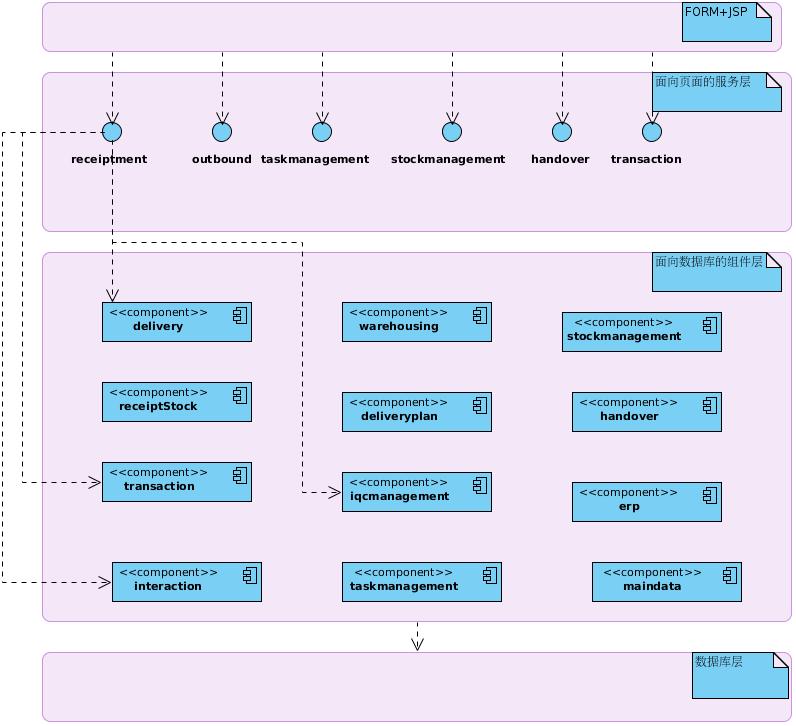 FORM+JSP
面向页面的服务层
receiptment
outbound
taskmanagement
stockmanagement
handover
transaction
面向数据库的组件层
<<component>>
delivery
<<component>>
warehousing
<<component>>
stockmanagement
<<component>>
receiptStock
<<component>>
deliveryplan
<<component>>
handover
<<component>>
transaction
<<component>>
iqcmanagement
<<component>>
erp
<<component>>
interaction
<<component>>
taskmanagement
<<component>>
maindata
数据库层